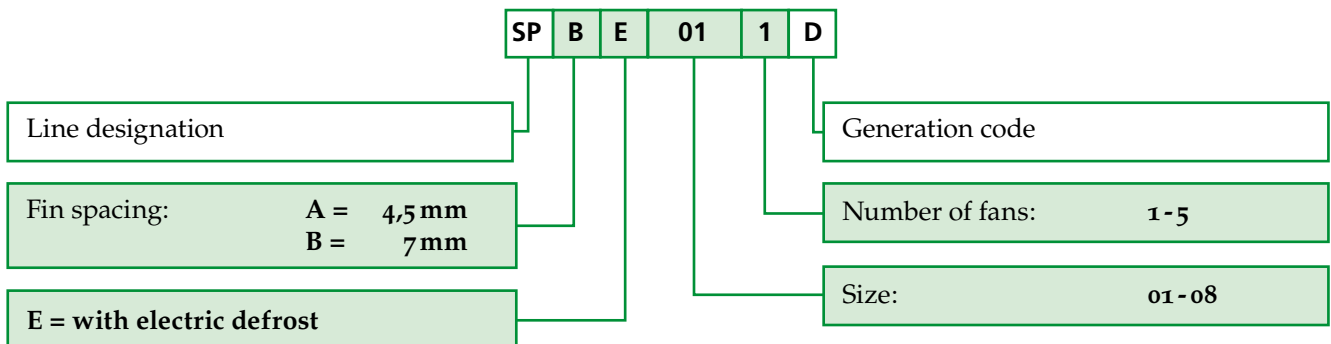 SP B E 01 1 D
Line designation
Fin spacing: A = 4,5 mm
B = 7 mm
E = with electric defrost
Generation code
Number of fans: 1 - 5
Size: 01 - 08